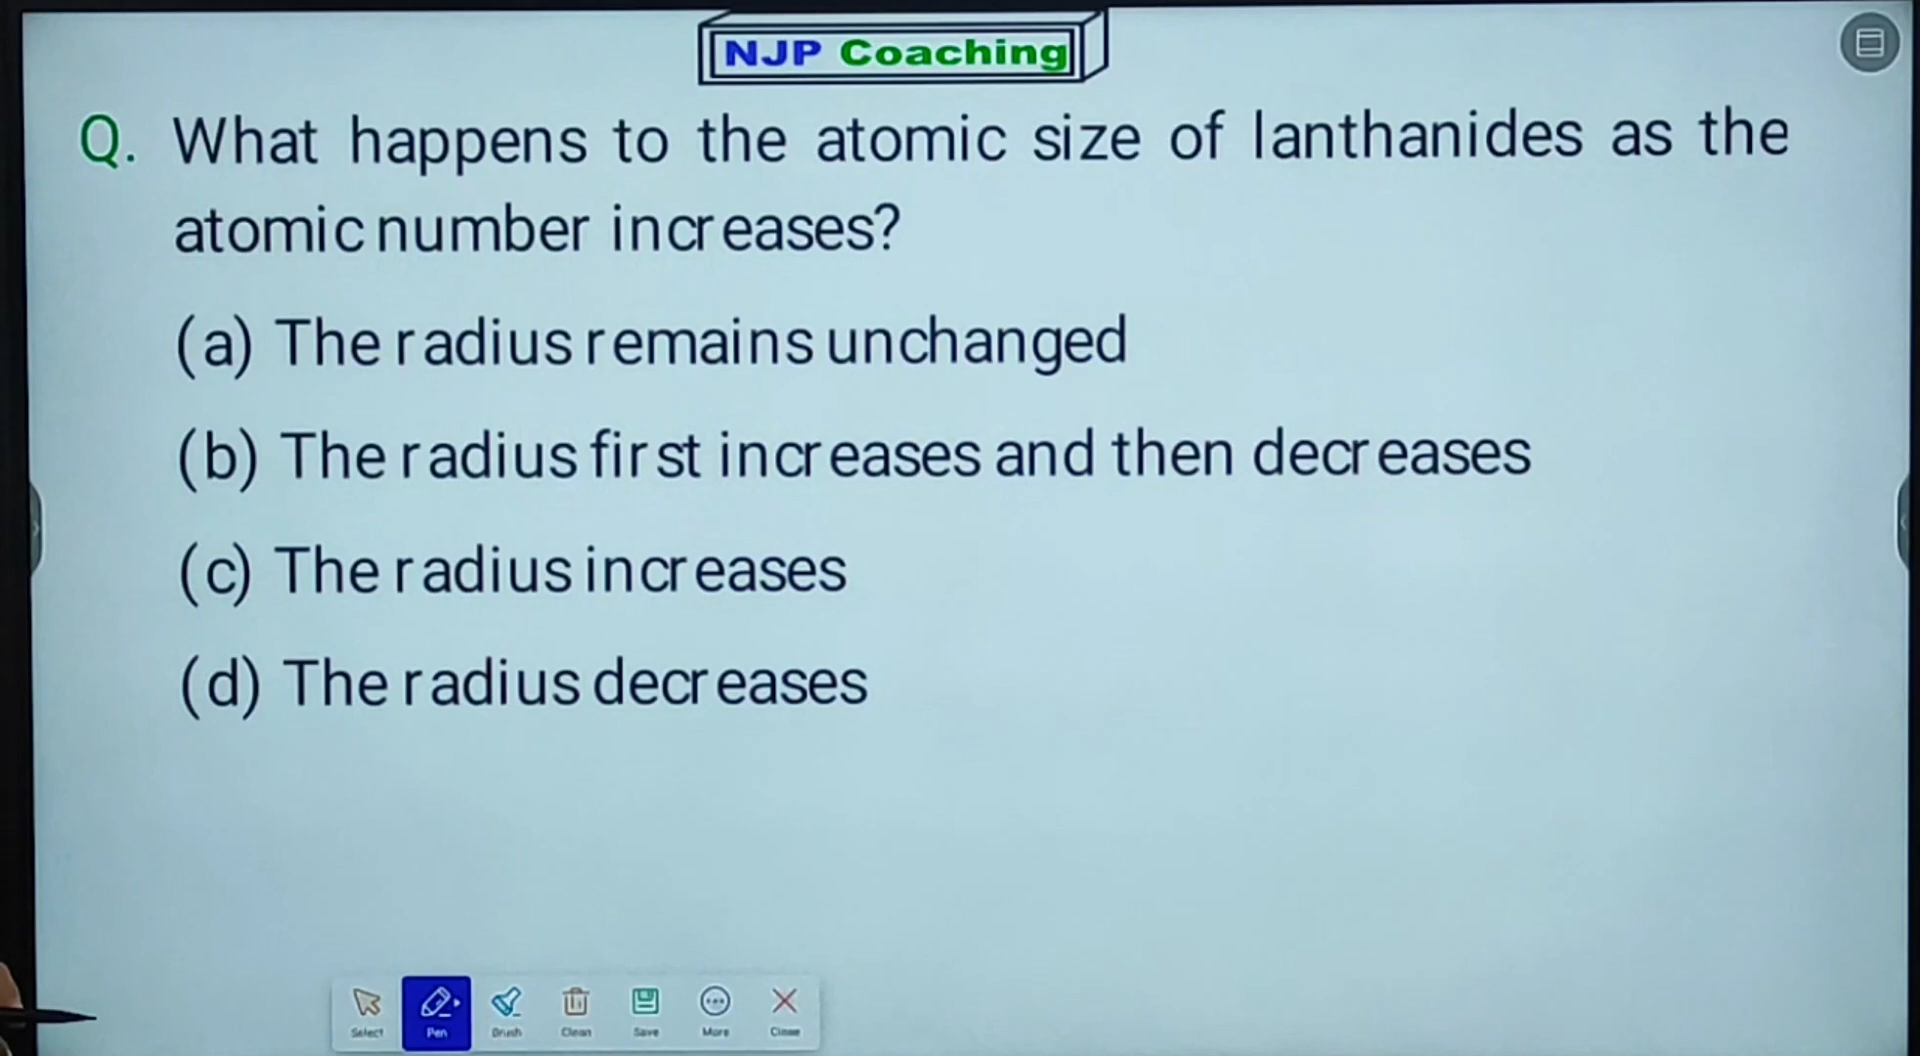 NJP Coaching
Q. What happens to the atomic size of lanthanides as the
atomic number increases?
(a) The radius remains unchanged
(b) The radius first increases and then decreases
(c) The radius increases
(d) The radius decreases
Select Pen Brush Clean Save More Close